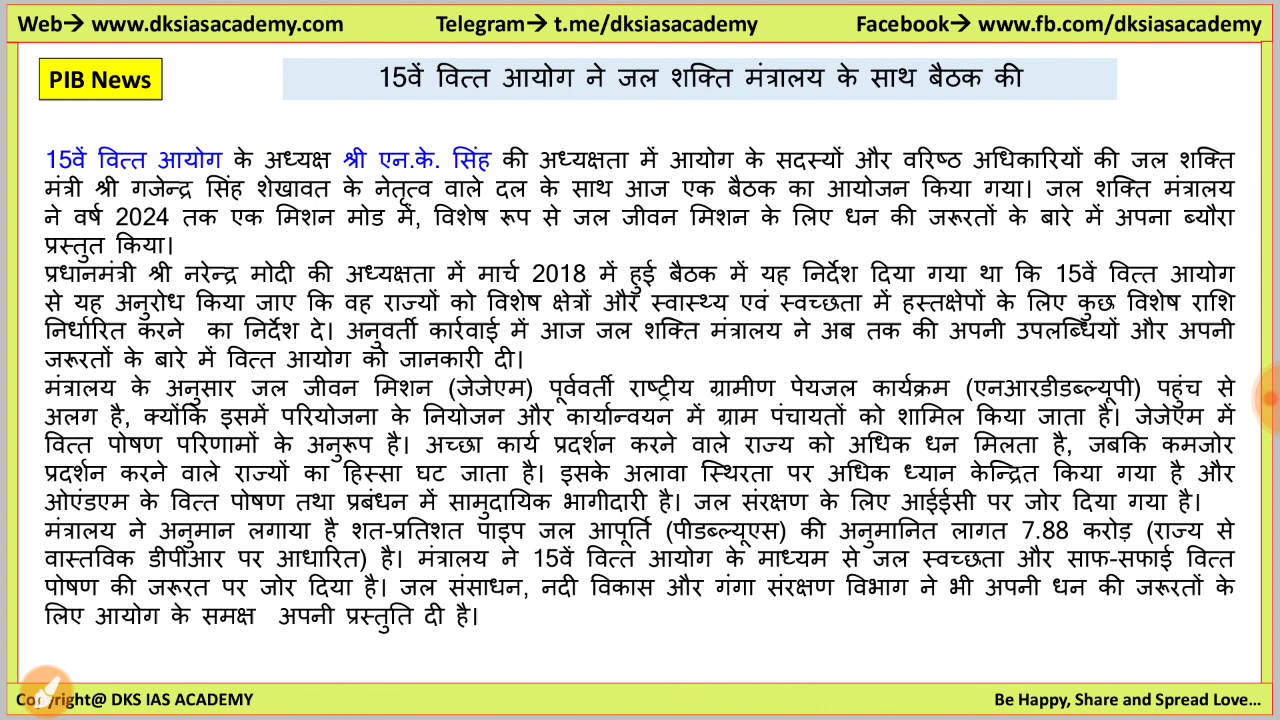 Web→ www.dksiasacademy.com Telegram→ t.me/dksiasacademy Facebook→ www.fb.com/dksiasacademy
PIB News
15वें वित्त आयोग ने जल शक्ति मंत्रालय के साथ बैठक की
15वें वित्त आयोग के अध्यक्ष श्री एन.के. सिंह की अध्यक्षता में आयोग के सदस्यों और वरिष्ठ अधिकारियों की जल शक्ति
मंत्री श्री गजेन्द्र सिंह शेखावत के नेतृत्व वाले दल के साथ आज एक बैठक का आयोजन किया गया। जल शक्ति मंत्रालय
ने वर्ष 2024 तक एक मिशन मोड में, विशेष रूप से जल जीवन मिशन के लिए धन की जरूरतों के बारे में अपना ब्यौरा
प्रस्तुत किया।
प्रधानमंत्री श्री नरेन्द्र मोदी की अध्यक्षता में मार्च 2018 में हुई बैठक में यह निर्देश दिया गया था कि 15वें वित्त आयोग
से यह अनुरोध किया जाए कि वह राज्यों को विशेष क्षेत्रों और स्वास्थ्य एवं स्वच्छता में हस्तक्षेपों के लिए कुछ विशेष राशि
निर्धारित करने का निर्देश दे। अनुवर्ती कार्रवाई में आज जल शक्ति मंत्रालय ने अब तक की अपनी उपलब्धियों और अपनी
जरूरतों के बारे में वित्त आयोग को जानकारी दी।
मंत्रालय के अनुसार जल जीवन मिशन (जेजेएम) पूर्ववर्ती राष्ट्रीय ग्रामीण पेयजल कार्यक्रम (एनआरडीडब्ल्यूपी) पहुंच से
अलग है, क्योंकि इसमें परियोजना के नियोजन और कार्यान्वयन में ग्राम पंचायतों को शामिल किया जाता है। जेजेएम में
वित्त पोषण परिणामों के अनुरूप है। अच्छा कार्य प्रदर्शन करने वाले राज्य को अधिक धन मिलता है, जबकि कमजोर
प्रदर्शन करने वाले राज्यों का हिस्सा घट जाता है। इसके अलावा स्थिरता पर अधिक ध्यान केन्द्रित किया गया है और
ओएंडएम के वित्त पोषण तथा प्रबंधन में सामुदायिक भागीदारी है। जल संरक्षण के लिए आईईसी पर जोर दिया गया है।
मंत्रालय ने अनुमान लगाया है शत-प्रतिशत पाइप जल आपूर्ति (पीडब्ल्यूएस) की अनुमानित लागत 7.88 करोड़ (राज्य से
वास्तविक डीपीआर पर आधारित) है। मंत्रालय ने 15वें वित्त आयोग के माध्यम से जल स्वच्छता और साफ-सफाई वित्त
पोषण की जरूरत पर जोर दिया है। जल संसाधन, नदी विकास और गंगा संरक्षण विभाग ने भी अपनी धन की जरूरतों के
लिए आयोग के समक्ष अपनी प्रस्तुति दी है।
Copyright@ DKS IAS ACADEMY Be Happy, Share and Spread Love…